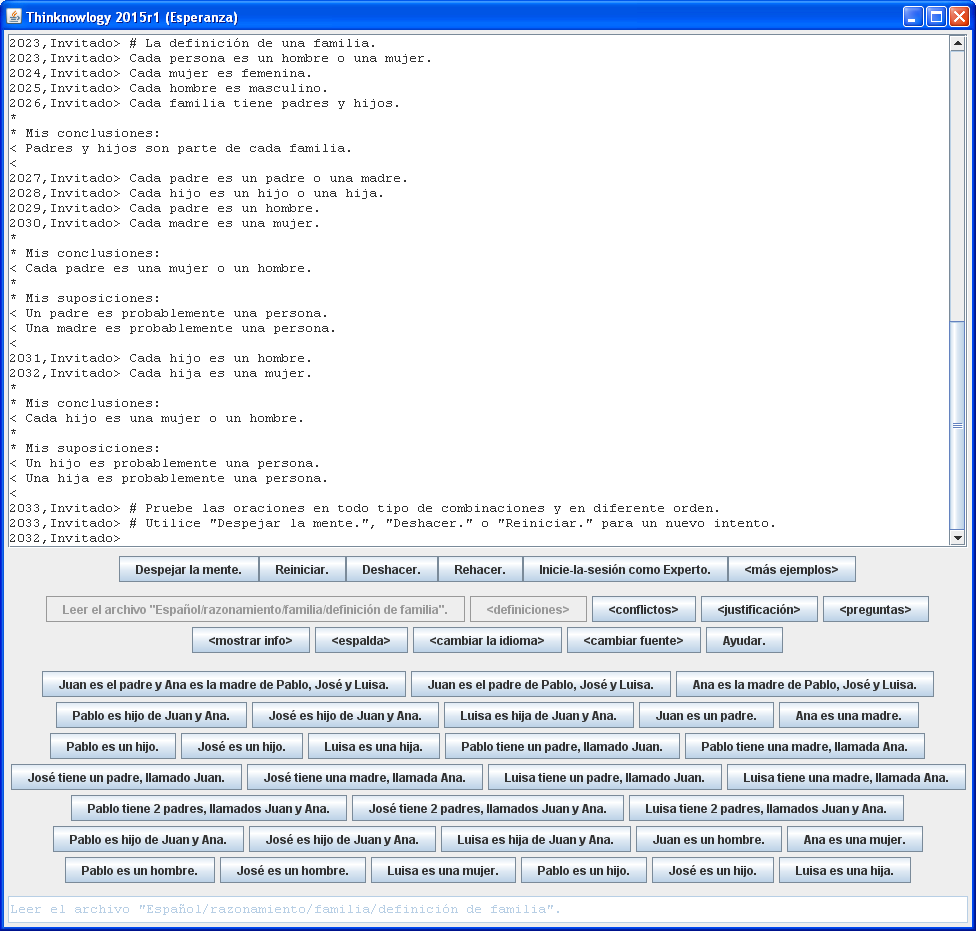 Thinknowlogy 2015r1 (Esperanza)
2023,Invitado> # La definición de una familia.
2023,Invitado> Cada persona es un hombre o una mujer.
2024,Invitado> Cada mujer es femenina.
2025,Invitado> Cada hombre es masculino.
2026,Invitado> Cada familia tiene padres y hijos.
*
* Mis conclusiones:
< Padres y hijos son parte de cada familia.
<
2027,Invitado> Cada padre es un padre o una madre.
2028,Invitado> Cada hijo es un hijo o una hija.
2029,Invitado> Cada padre es un hombre.
2030,Invitado> Cada madre es una mujer.
*
* Mis conclusiones:
< Cada padre es una mujer o un hombre.
*
* Mis suposiciones:
< Un padre es probablemente una persona.
< Una madre es probablemente una persona.
<
2031,Invitado> Cada hijo es un hombre.
2032,Invitado> Cada hija es una mujer.
*
* Mis conclusiones:
< Cada hijo es una mujer o un hombre.
*
* Mis suposiciones:
< Un hijo es probablemente una persona.
< Una hija es probablemente una persona.
<
2033,Invitado> # Pruebe las oraciones en todo tipo de combinaciones y en diferente orden.
2033,Invitado> # Utilice "Despejar la mente.", "Deshacer." o "Reiniciar." para un nuevo intento.
2032,Invitado>
Despejar la mente. Reiniciar. Deshacer. Rehacer. Inicie-la-sesión como Experto. <más ejemplos>
Leer el archivo "Español/razonamiento/familia/definición de familia". <definiciones> <conflictos> <justificación> <preguntas>
<mostrar info> <espalda> <cambiar la idioma> <cambiar fuente> Ayudar.
Juan es el padre y Ana es la madre de Pablo, José y Luisa. Juan es el padre de Pablo, José y Luisa. Ana es la madre de Pablo, José y Luisa.
Pablo es hijo de Juan y Ana. José es hijo de Juan y Ana. Luisa es hija de Juan y Ana. Juan es un padre. Ana es una madre.
Pablo es un hijo. José es un hijo. Luisa es una hija. Pablo tiene un padre, llamado Juan. Pablo tiene una madre, llamada Ana.
José tiene un padre, llamado Juan. José tiene una madre, llamada Ana. Luisa tiene un padre, llamado Juan. Luisa tiene una madre, llamada Ana.
Pablo tiene 2 padres, llamados Juan y Ana. José tiene 2 padres, llamados Juan y Ana. Luisa tiene 2 padres, llamados Juan y Ana.
Pablo es hijo de Juan y Ana. José es hijo de Juan y Ana. Luisa es hija de Juan y Ana. Juan es un hombre. Ana es una mujer.
Pablo es un hombre. José es un hombre. Luisa es una mujer. Pablo es un hijo. José es un hijo. Luisa es una hija.
Leer el archivo "Español/razonamiento/familia/definición de familia".